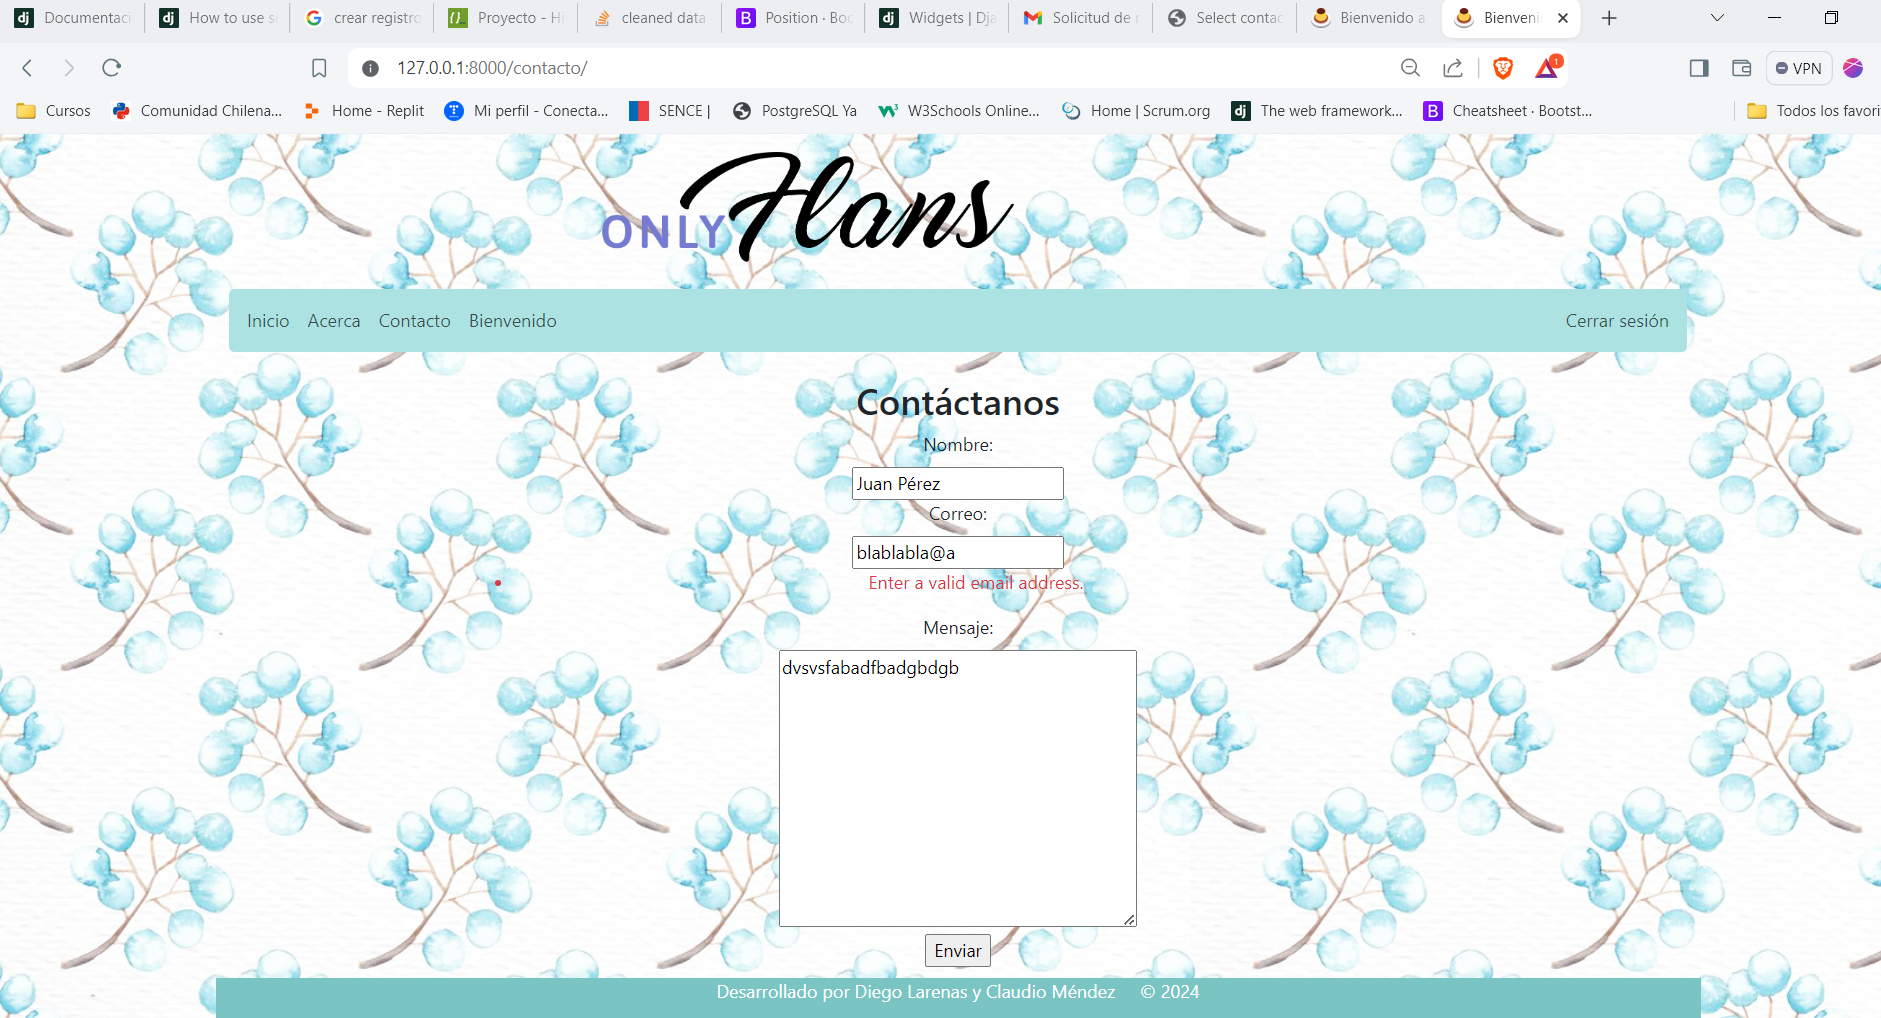 Documentaci
How to use s
crear registro
Proyecto - Hi
cleaned data
Position · Boo
Widgets | Dja
Solicitud de r
Select contac
Bienvenido a
Bienveni
127.0.0.1:8000/contacto/
1
VPN
Cursos
Comunidad Chilena...
Home - Replit
Mi perfil - Conecta...
SENCE |
PostgreSQL Ya
W3Schools Online...
Home | Scrum.org
The web framework...
Cheatsheet · Bootst...
Todos los favori
ONLY Flans
Inicio Acerca Contacto Bienvenido Cerrar sesión
Contáctanos
Nombre:
Juan Pérez
Correo:
blablabla@a
Enter a valid email address.
Mensaje:
dvsvsfabadfbadgbdgb
Enviar
Desarrollado por Diego Larenas y Claudio Méndez © 2024